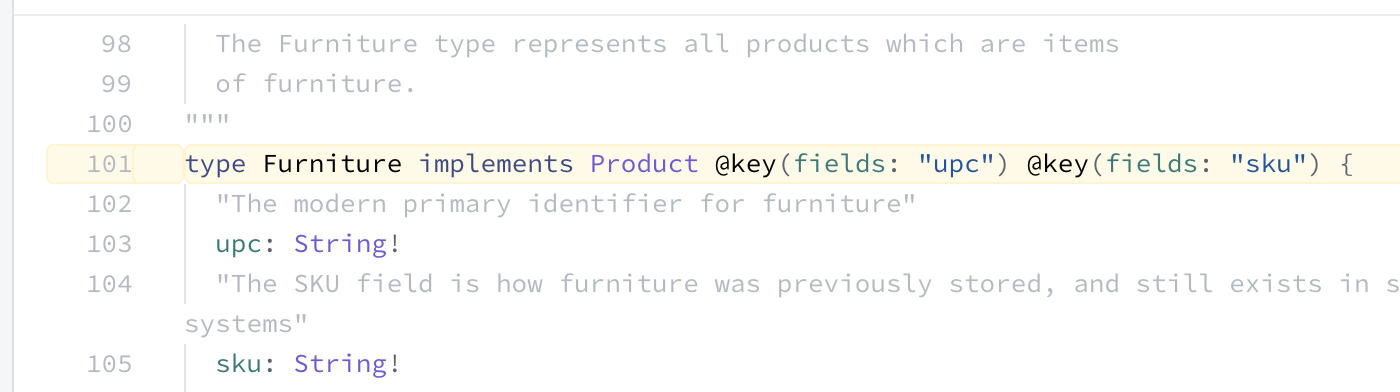 98 The Furniture type represents all products which are items
99 of furniture.
100 """
101 type Furniture implements Product @key(fields: "upc") @key(fields: "sku") {
102 "The modern primary identifier for furniture"
103 upc: String!
104 "The SKU field is how furniture was previously stored, and still exists in s
systems"
105 sku: String!